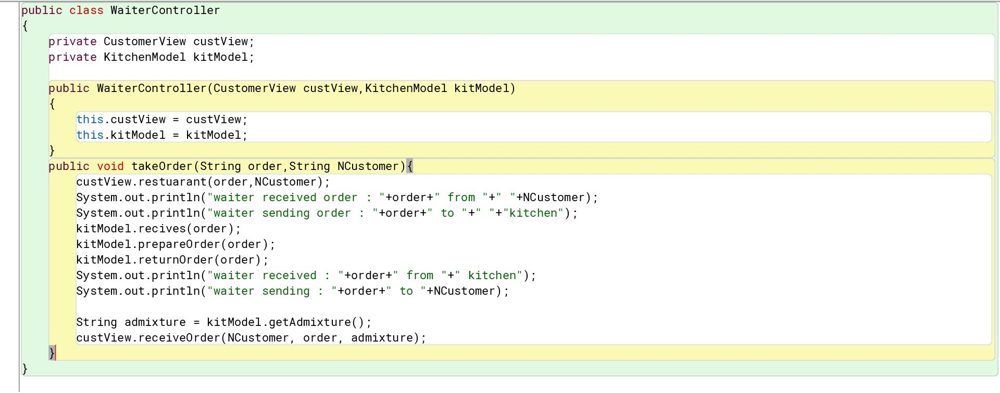 public class WaiterController
{
    private CustomerView custView;
    private KitchenModel kitModel;

    public WaiterController(CustomerView custView,KitchenModel kitModel)
    {
        this.custView = custView;
        this.kitModel = kitModel;
    }
    public void takeOrder(String order,String NCustomer){
        custView.restuarant(order,NCustomer);
        System.out.println("waiter received order : "+order+" from "+" "+NCustomer);
        System.out.println("waiter sending order : "+order+" to "+" "+"kitchen");
        kitModel.recives(order);
        kitModel.prepareOrder(order);
        kitModel.returnOrder(order);
        System.out.println("waiter received : "+order+" from "+" kitchen");
        System.out.println("waiter sending : "+order+" to "+NCustomer);

        String admixture = kitModel.getAdmixture();
        custView.receiveOrder(NCustomer, order, admixture);
    }
}